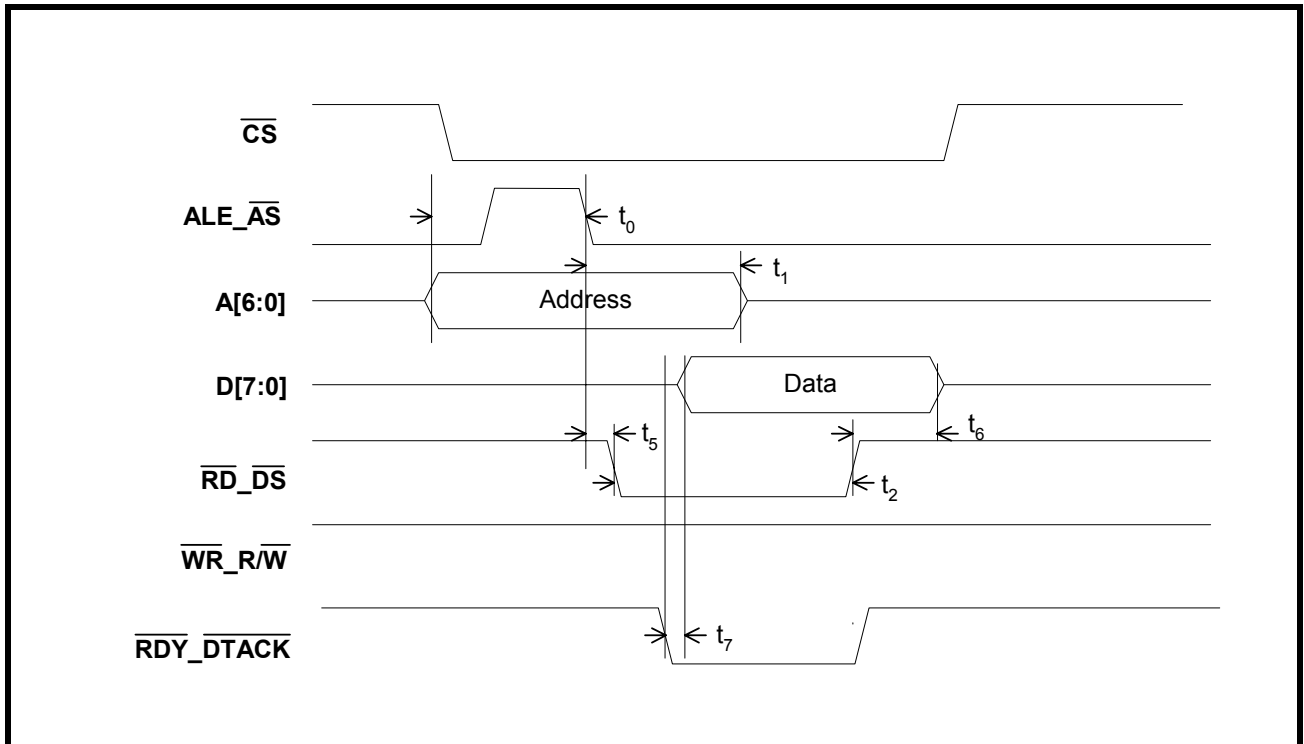 CS
ALE_AS
t0
t1
A[6:0]
Address
D[7:0]
Data
t5
t6
RD_DS
t2
WR_R/W
RDY_DTACK
t7